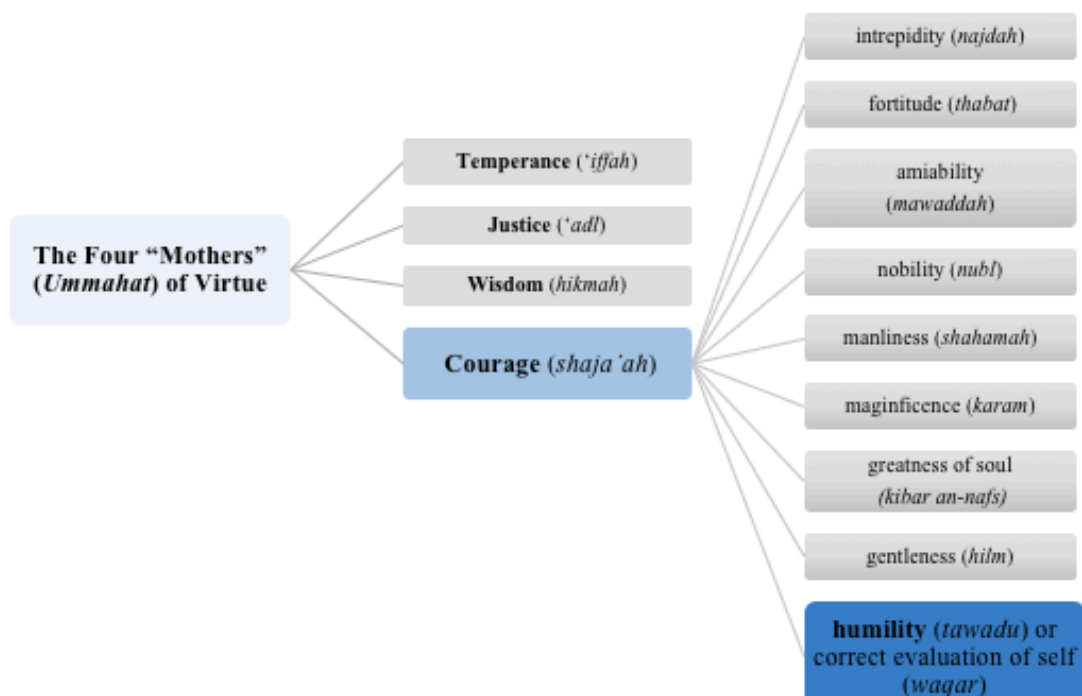 The Four “Mothers”
(Ummahat) of Virtue
Temperance (‘iffah)
Justice (‘adl)
Wisdom (hikmah)
Courage (shaja´ah)
intrepidity (najdah)
fortitude (thabat)
amiability
(mawaddah)
nobility (nubl)
manliness (shahamah)
maginficence (karam)
greatness of soul
(kibar an-nafs)
gentleness (hilm)
humility (tawadu) or
correct evaluation of self
(waqar)